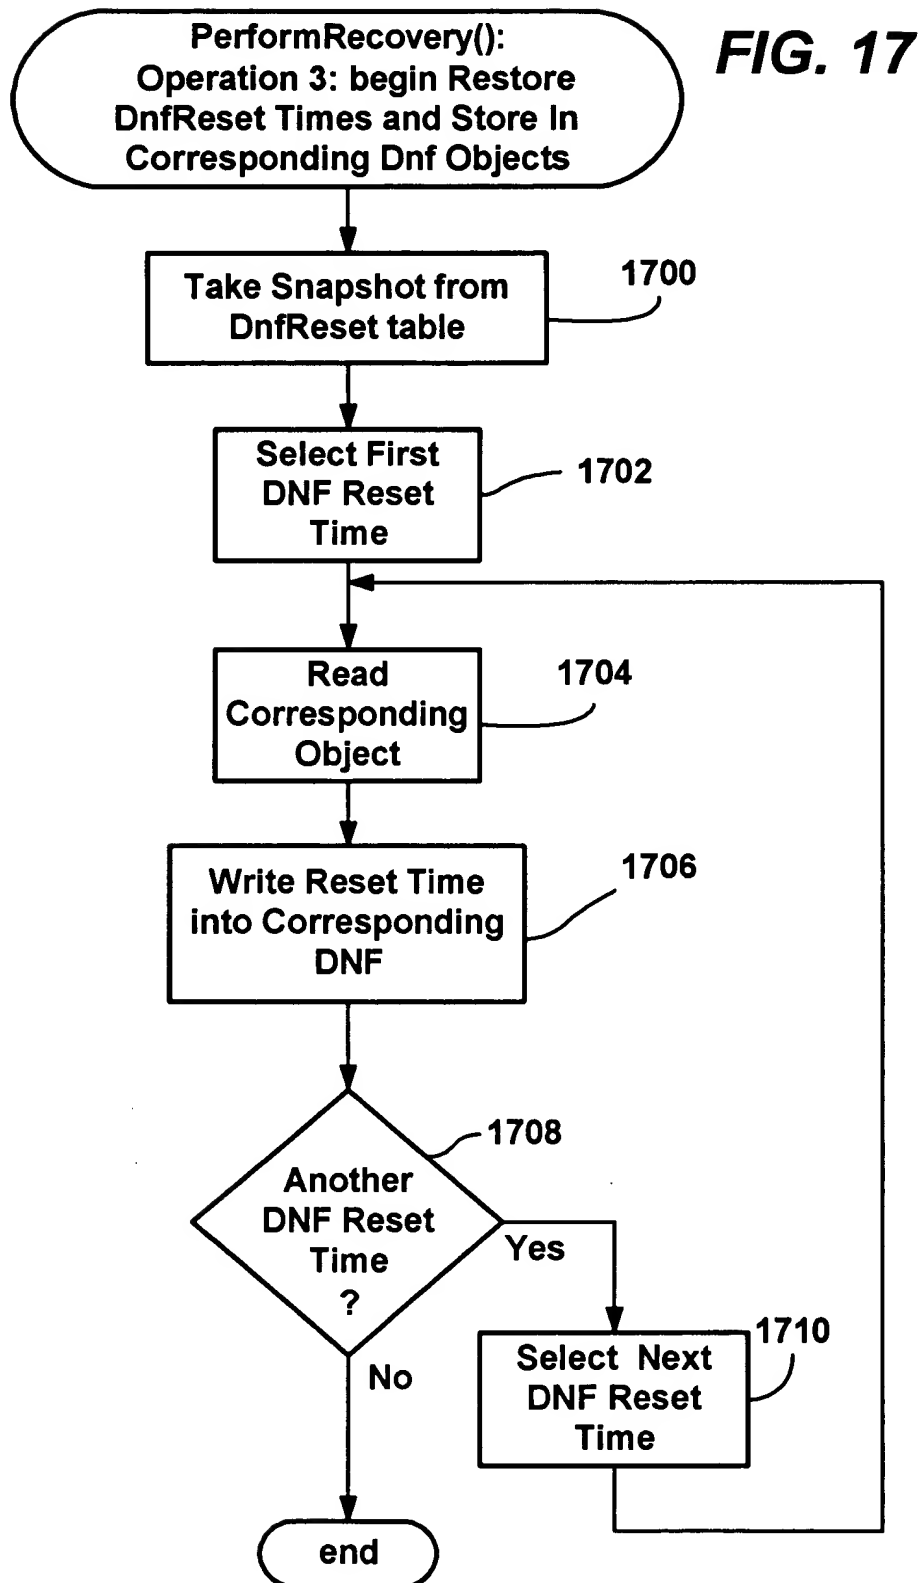 PerformRecovery():
Operation 3: begin Restore
DnfReset Times and Store In
Corresponding Dnf Objects
FIG. 17
Take Snapshot from
DnfReset table
1700
Select First
DNF Reset
Time
1702
Read
Corresponding
Object
1704
Write Reset Time
into Corresponding
DNF
1706
Another
DNF Reset
Time
?
1708
Yes
No
Select Next
DNF Reset
Time
1710
end